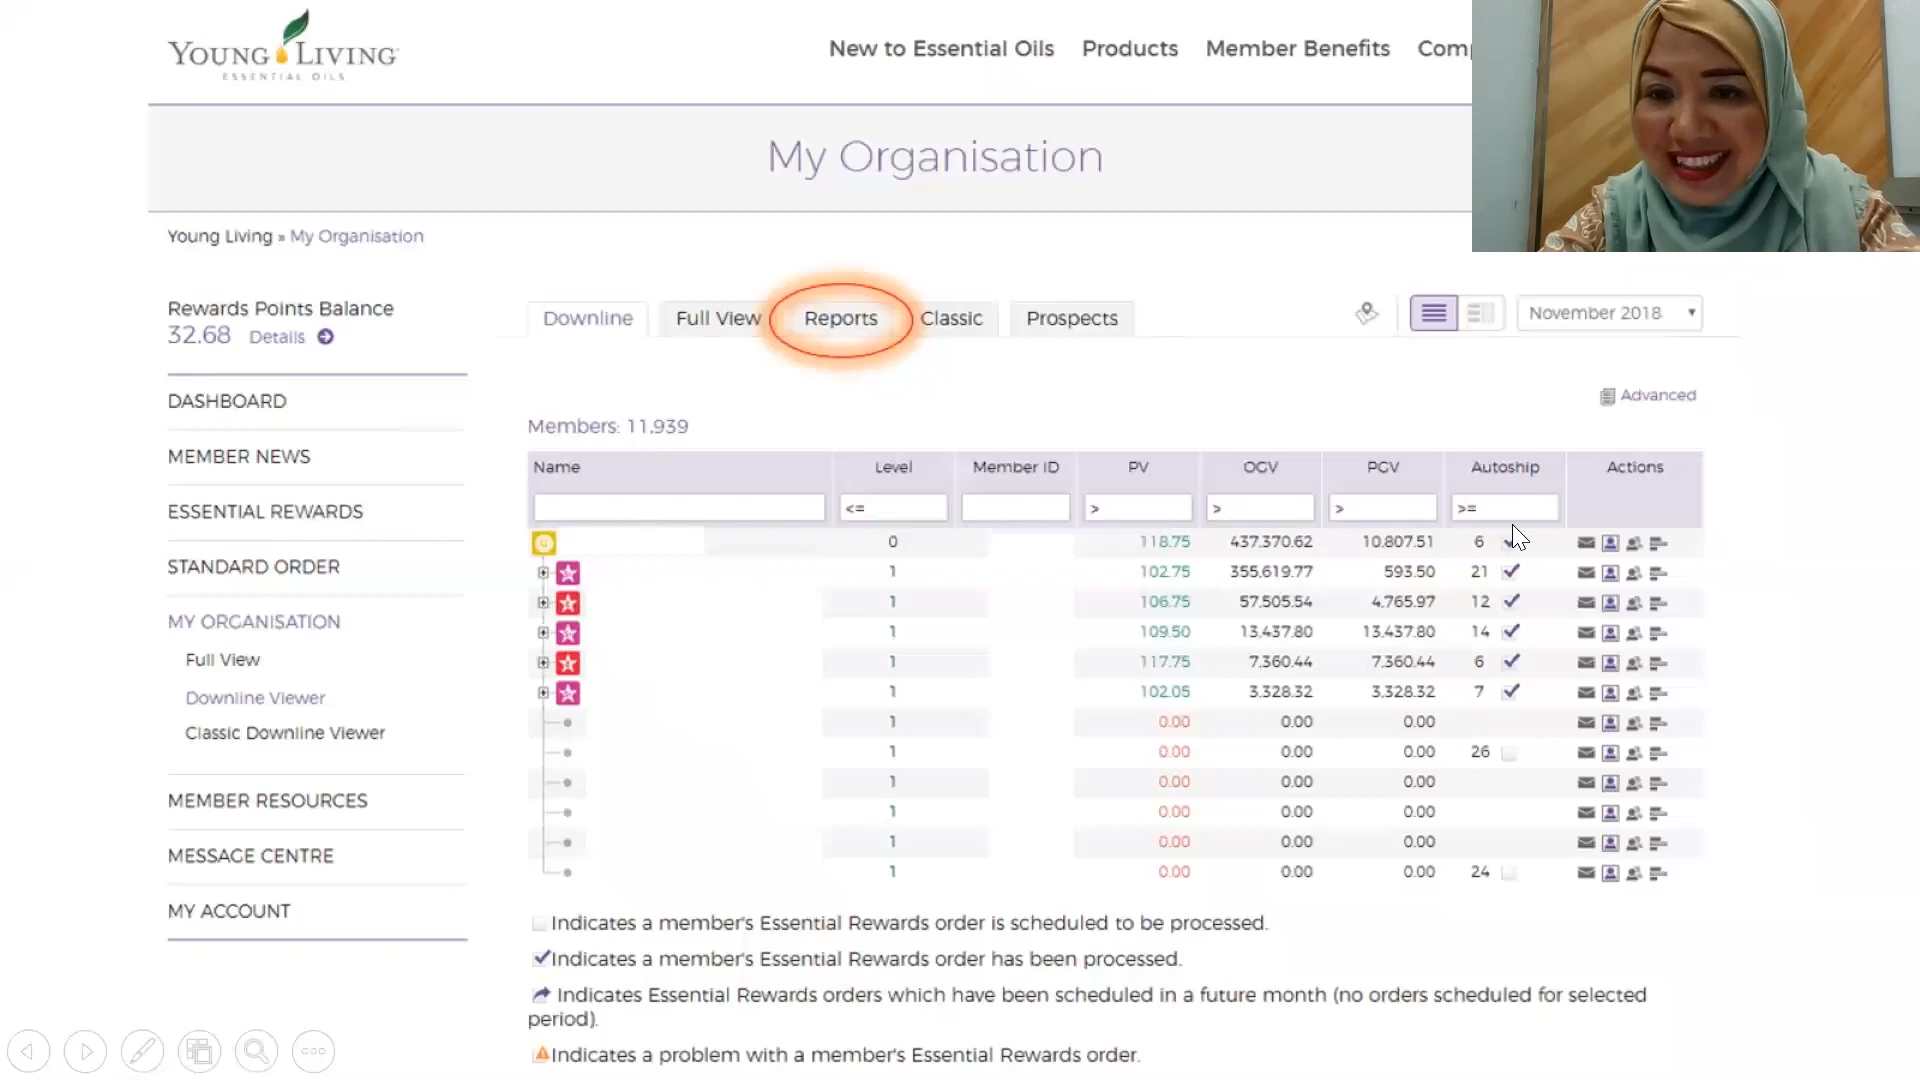 YOUNG LIVING
ESSENTIAL OILS
New to Essential Oils Products Member Benefits Comp
My Organisation
Young Living » My Organisation
Rewards Points Balance
32.68 Details
DASHBOARD
MEMBER NEWS
ESSENTIAL REWARDS
STANDARD ORDER
MY ORGANISATION
Full View
Downline Viewer
Classic Downline Viewer
MEMBER RESOURCES
MESSAGE CENTRE
MY ACCOUNT
Downline Full View Reports Classic Prospects November 2018
Advanced
Members: 11,939
Name Level Member ID PV OGV PGV Autoship Actions
<= > > > >=
0 118.75 437,370.62 10,807.51 6
1 102.75 355,619.77 593.50 21
1 106.75 57,505.54 4,765.97 12
1 109.50 13,437.80 13,437.80 14
1 117.75 7,360.44 7,360.44 6
1 102.05 3,328.32 3,328.32 7
1 0.00 0.00 0.00
1 0.00 0.00 0.00 26
1 0.00 0.00 0.00
1 0.00 0.00 0.00
1 0.00 0.00 0.00
1 0.00 0.00 0.00 24
Indicates a member's Essential Rewards order is scheduled to be processed.
Indicates a member's Essential Rewards order has been processed.
Indicates Essential Rewards orders which have been scheduled in a future month (no orders scheduled for selected
period).
Indicates a problem with a member's Essential Rewards order.